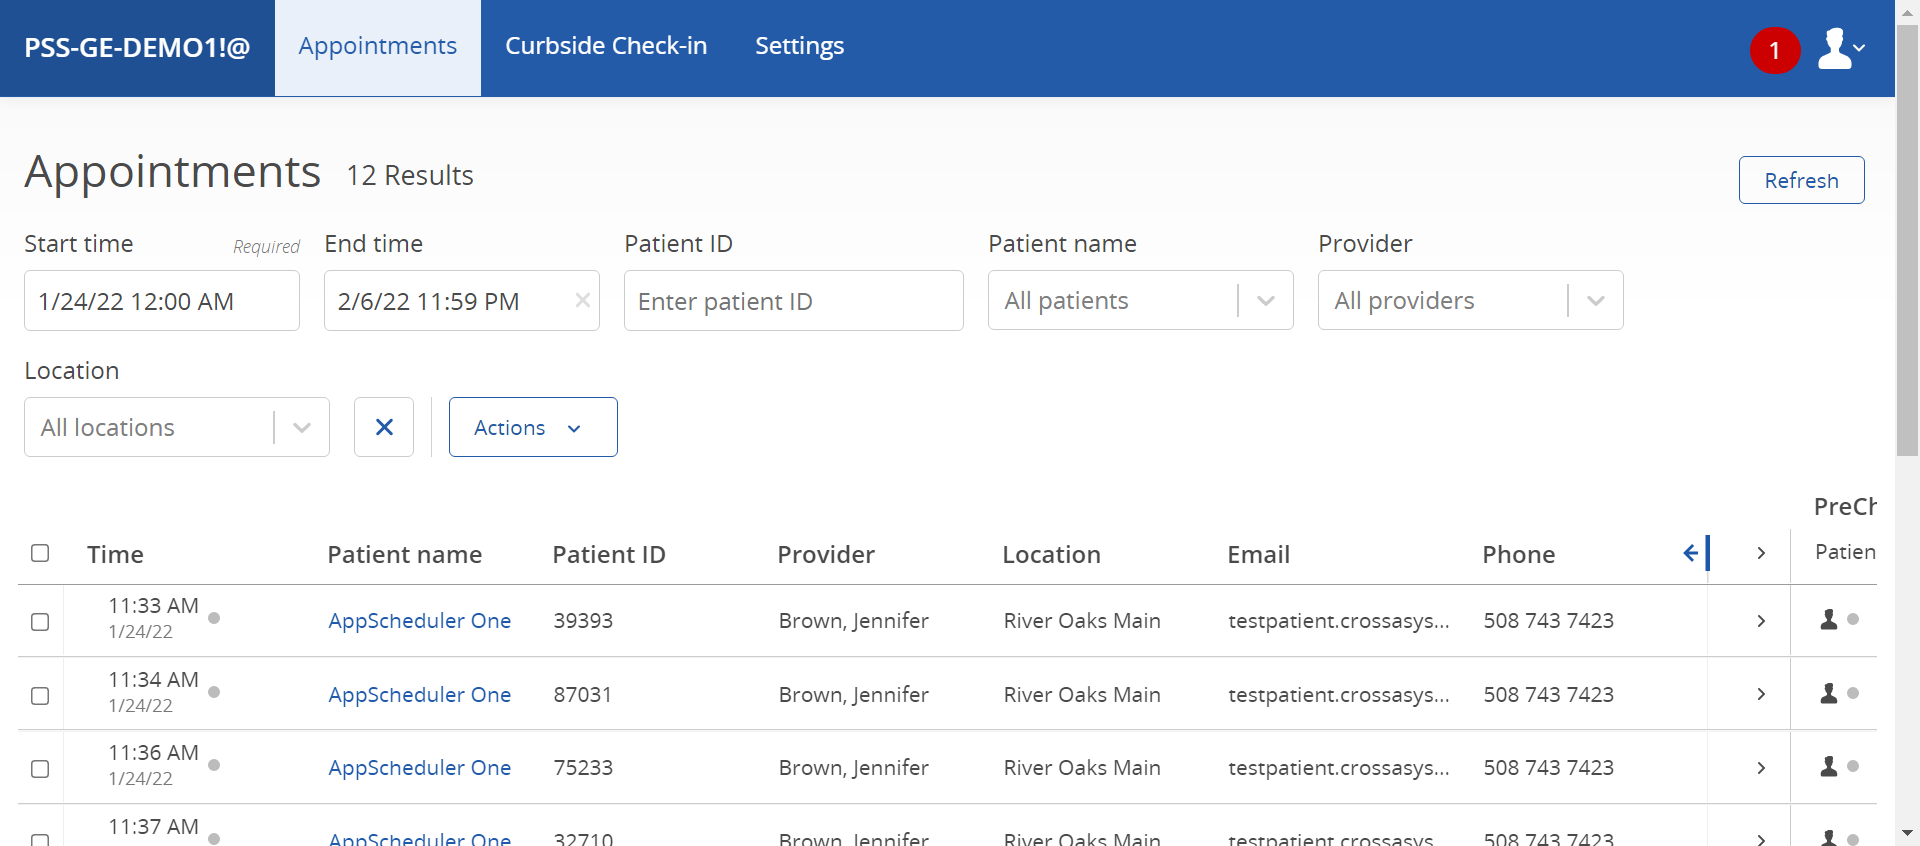 PSS-GE-DEMO1!@ Appointments Curbside Check-in Settings 1
Appointments 12 Results Refresh
Start time Required End time Patient ID Patient name Provider
1/24/22 12:00 AM 2/6/22 11:59 PM Enter patient ID All patients All providers
Location
All locations Actions
PreCh
Time Patient name Patient ID Provider Location Email Phone Patien
11:33 AM AppScheduler One 39393 Brown, Jennifer River Oaks Main testpatient.crossasys... 508 743 7423
1/24/22
11:34 AM AppScheduler One 87031 Brown, Jennifer River Oaks Main testpatient.crossasys... 508 743 7423
1/24/22
11:36 AM AppScheduler One 75233 Brown, Jennifer River Oaks Main testpatient.crossasys... 508 743 7423
1/24/22
11:37 AM AppScheduler One 32710 Brown, Jennifer River Oaks Main testpatient.crossasys... 508 743 7423